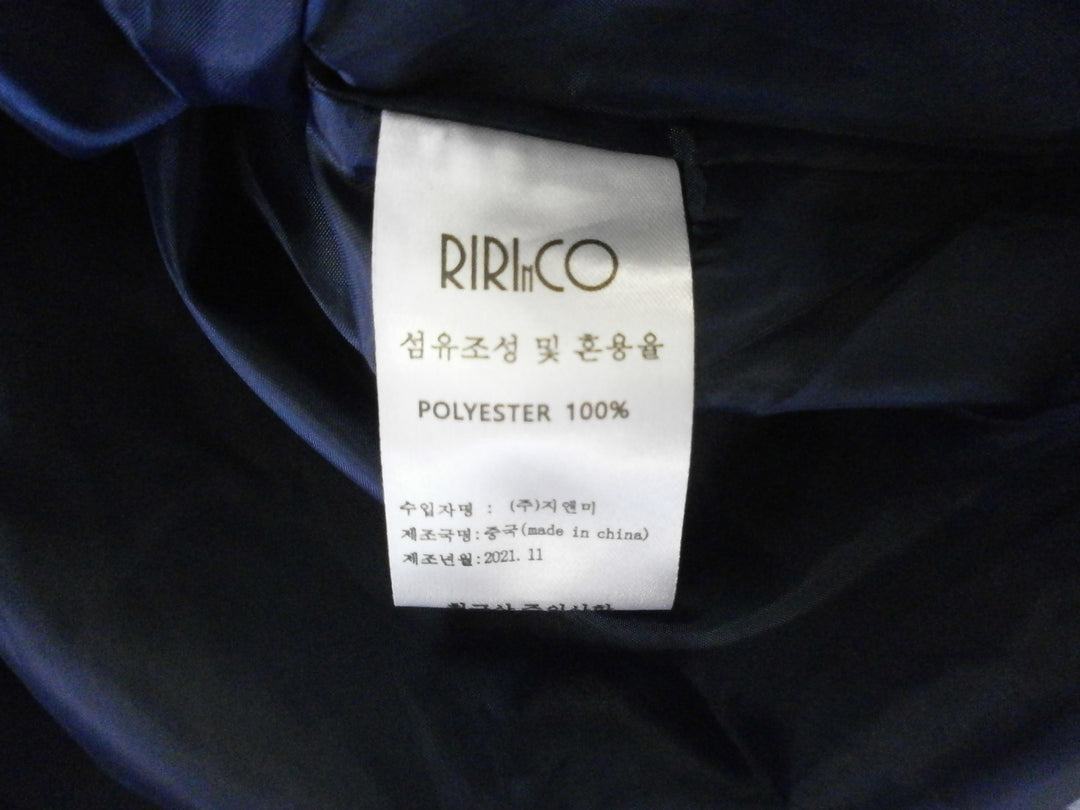 RIRInCO
섬유조성 및 혼용율
POLYESTER 100%
수입자명 : (주)지앤미
제조국명:중국(made in china)
제조년월:2021. 11